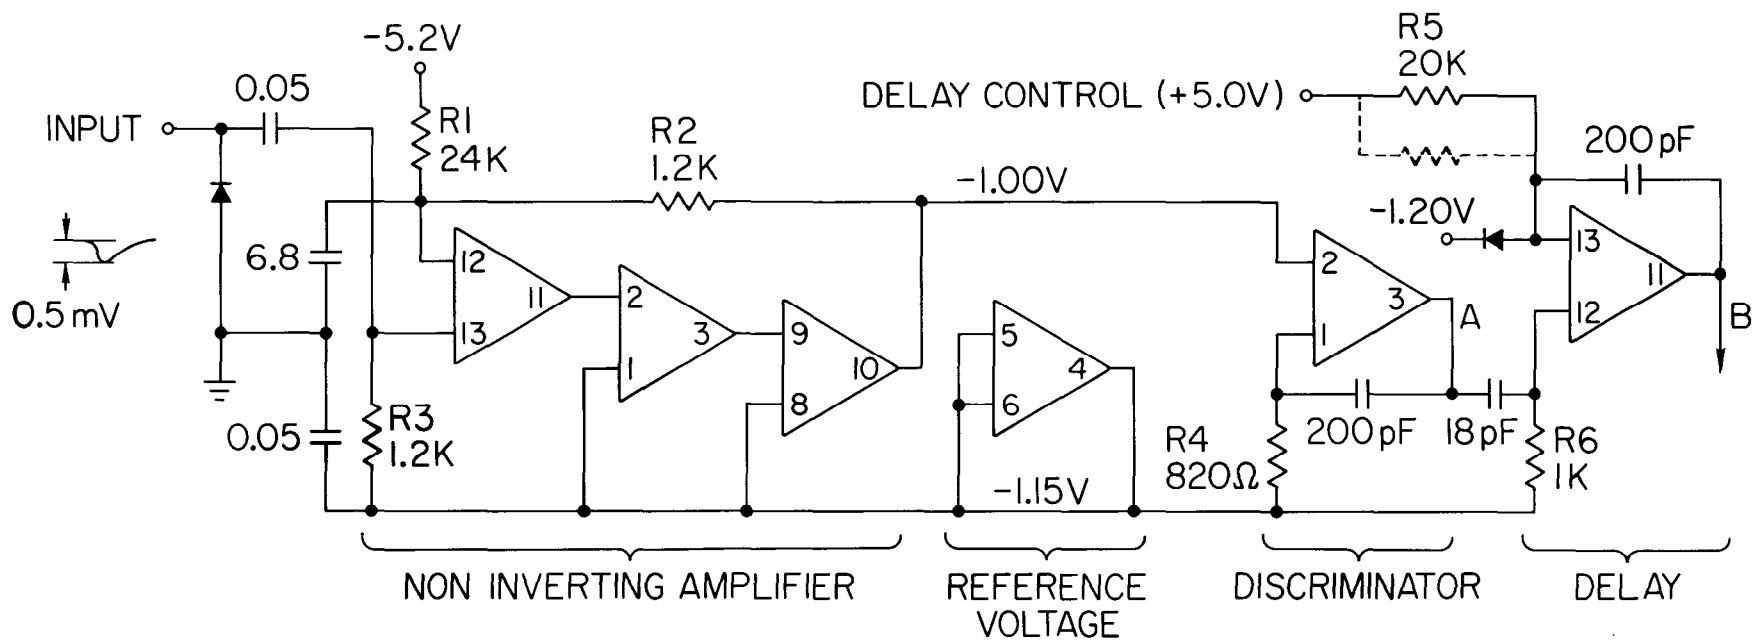 -5.2V
R5
20K
DELAY CONTROL (+5.0V)
0.05
INPUT
R1
24K
R2
1.2K
200pF
-1.00V
-1.20V
6.8
0.5mV
12
13
11
2
1
3
9
8
10
5
6
4
2
1
3
A
13
12
11
B
0.05
R3
1.2K
R4
820Ω
200pF
18pF
R6
1K
-1.15V
NON INVERTING AMPLIFIER
REFERENCE
VOLTAGE
DISCRIMINATOR
DELAY